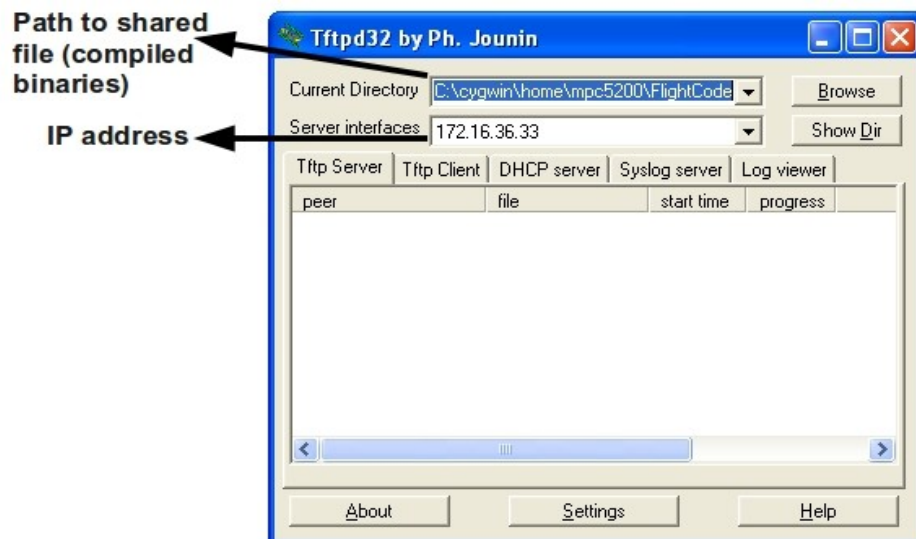 Path to shared
file (compiled
binaries)
IP address
Tftpd32 by Ph. Jounin
Current Directory C:\cygwin\home\mpc5200\FlightCode Browse
Server interfaces 172.16.36.33 Show Dir
Tftp Server Tftp Client DHCP server Syslog server Log viewer
peer file start time progress
About Settings Help